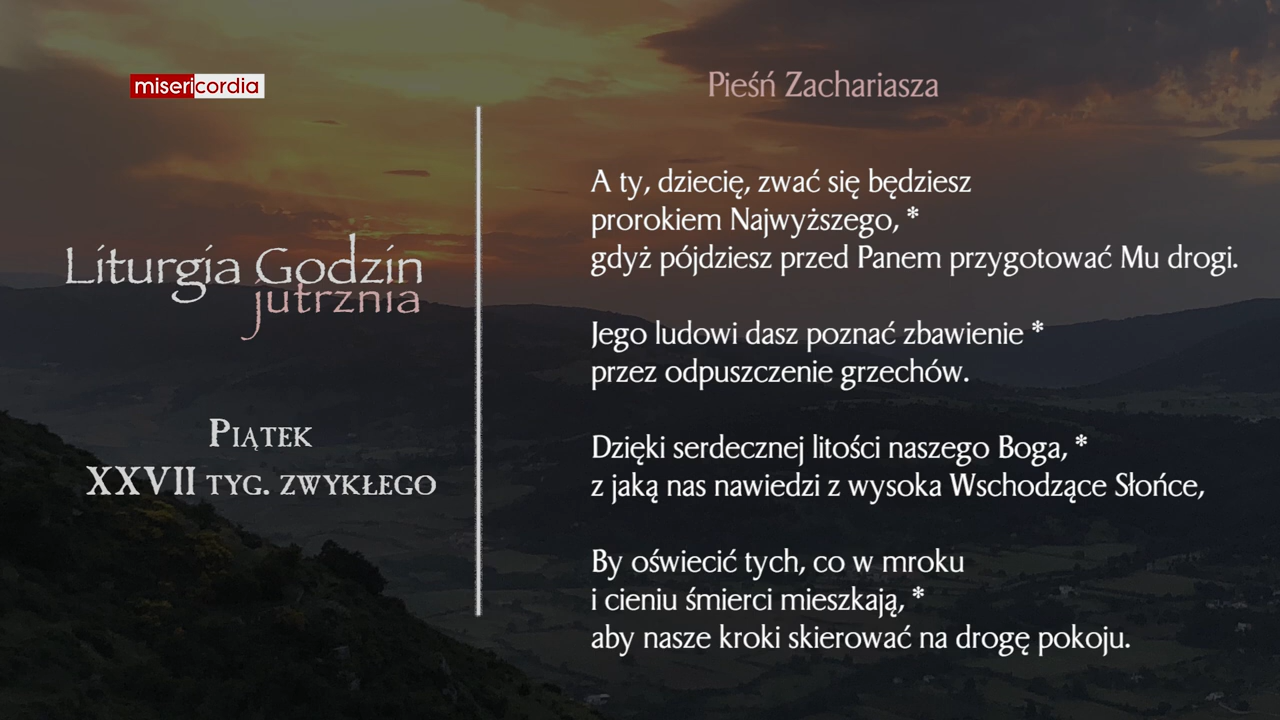 misericordia
Liturgia Godzin
jutrznia
Piątek
XXVII tyg. zwykłego
Pieśń Zachariasza
A ty, dziecię, zwać się będziesz
prorokiem Najwyższego, *
gdyż pójdziesz przed Panem przygotować Mu drogi.
Jego ludowi dasz poznać zbawienie *
przez odpuszczenie grzechów.
Dzięki serdecznej litości naszego Boga, *
z jaką nas nawiedzi z wysoka Wschodzące Słońce,
By oświecić tych, co w mroku
i cieniu śmierci mieszkają, *
aby nasze kroki skierować na drogę pokoju.